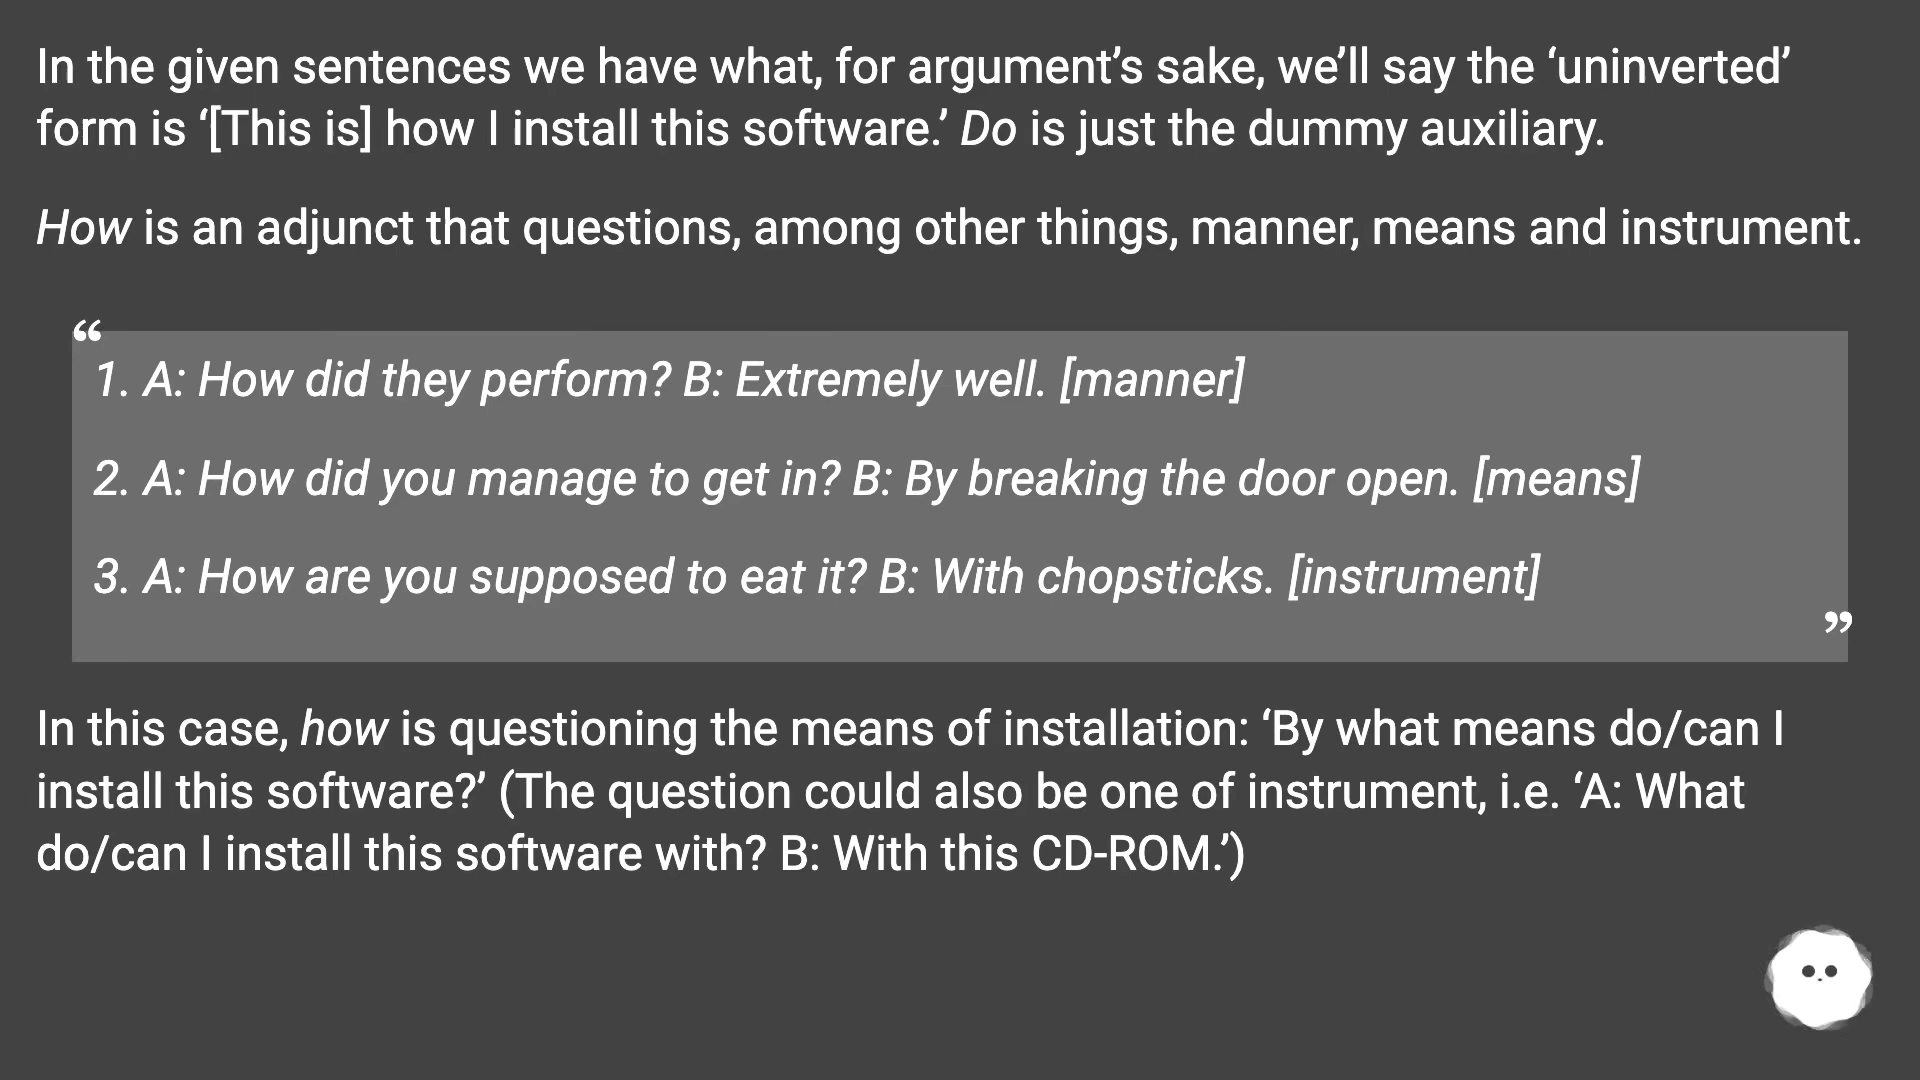 In the given sentences we have what, for argument’s sake, we’ll say the ‘uninverted’
form is ‘[This is] how I install this software.’ Do is just the dummy auxiliary.
How is an adjunct that questions, among other things, manner, means and instrument.
“
1. A: How did they perform? B: Extremely well. [manner]
2. A: How did you manage to get in? B: By breaking the door open. [means]
3. A: How are you supposed to eat it? B: With chopsticks. [instrument]
”
In this case, how is questioning the means of installation: ‘By what means do/can I
install this software?’ (The question could also be one of instrument, i.e. ‘A: What
do/can I install this software with? B: With this CD-ROM.’)